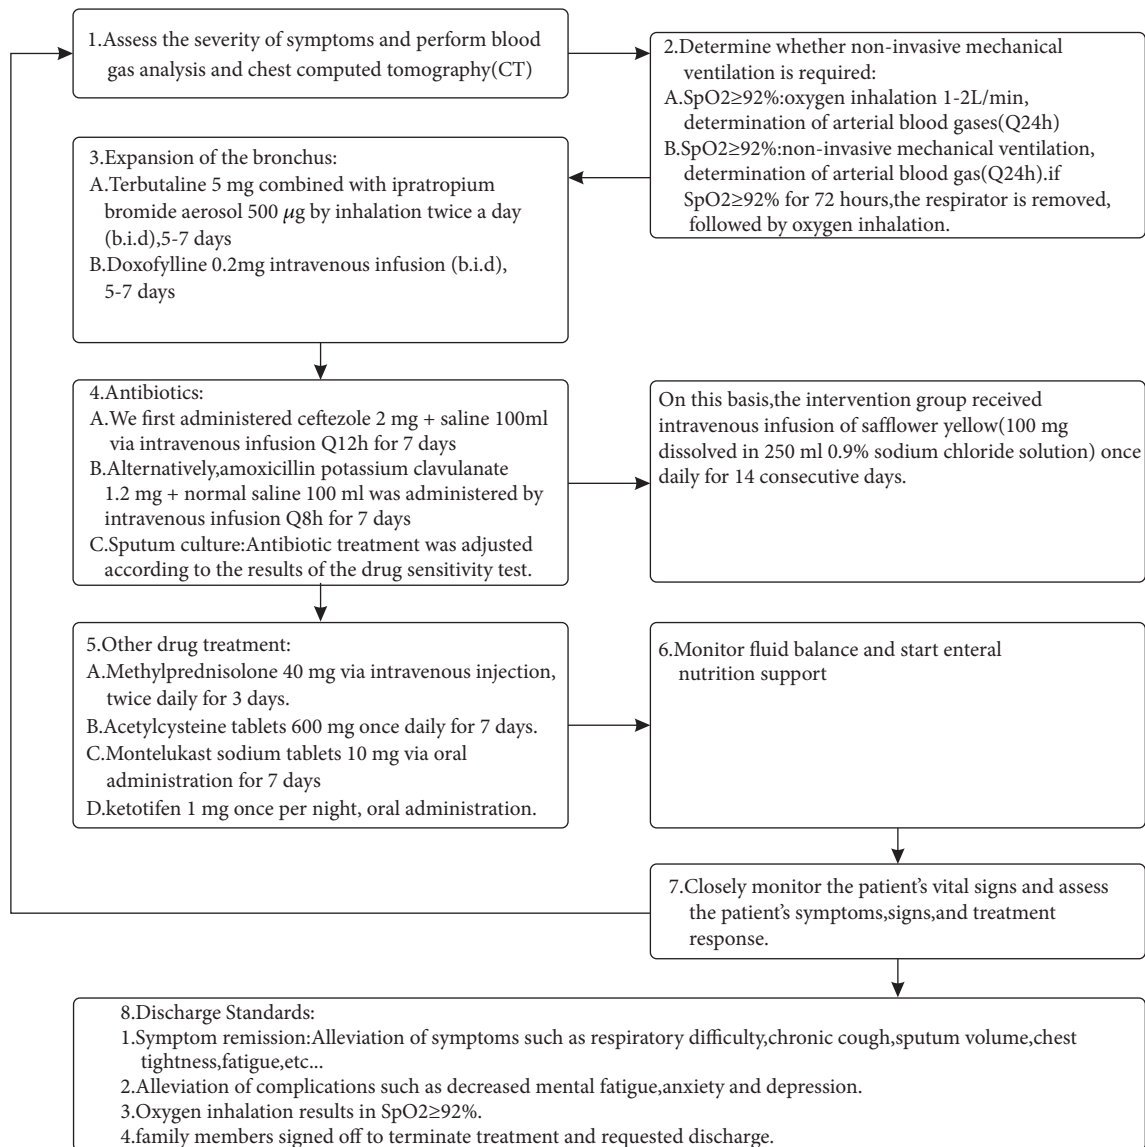 1.Assess the severity of symptoms and perform blood
gas analysis and chest computed tomography(CT)
2.Determine whether non-invasive mechanical
ventilation is required:
A.SpO2≥92%:oxygen inhalation 1-2L/min,
determination of arterial blood gases(Q24h)
B.SpO2≥92%:non-invasive mechanical ventilation,
determination of arterial blood gas(Q24h).if
SpO2≥92% for 72 hours,the respirator is removed,
followed by oxygen inhalation.
3.Expansion of the bronchus:
A.Terbutaline 5 mg combined with ipratropium
bromide aerosol 500 μg by inhalation twice a day
(b.i.d),5-7 days
B.Doxofylline 0.2mg intravenous infusion (b.i.d),
5-7 days
4.Antibiotics:
A.We first administered ceftezole 2 mg + saline 100ml
via intravenous infusion Q12h for 7 days
B.Alternatively,amoxicillin potassium clavulanate
1.2 mg + normal saline 100 ml was administered by
intravenous infusion Q8h for 7 days
C.Sputum culture:Antibiotic treatment was adjusted
according to the results of the drug sensitivity test.
On this basis,the intervention group received
intravenous infusion of safflower yellow(100 mg
dissolved in 250 ml 0.9% sodium chloride solution) once
daily for 14 consecutive days.
5.Other drug treatment:
A.Methylprednisolone 40 mg via intravenous injection,
twice daily for 3 days.
B.Acetylcysteine tablets 600 mg once daily for 7 days.
C.Montelukast sodium tablets 10 mg via oral
administration for 7 days
D.ketotifen 1 mg once per night, oral administration.
6.Monitor fluid balance and start enteral
nutrition support
7.Closely monitor the patient's vital signs and assess
the patient's symptoms,signs,and treatment
response.
8.Discharge Standards:
1.Symptom remission:Alleviation of symptoms such as respiratory difficulty,chronic cough,sputum volume,chest
tightness,fatigue,etc...
2.Alleviation of complications such as decreased mental fatigue,anxiety and depression.
3.Oxygen inhalation results in SpO2≥92%.
4.family members signed off to terminate treatment and requested discharge.